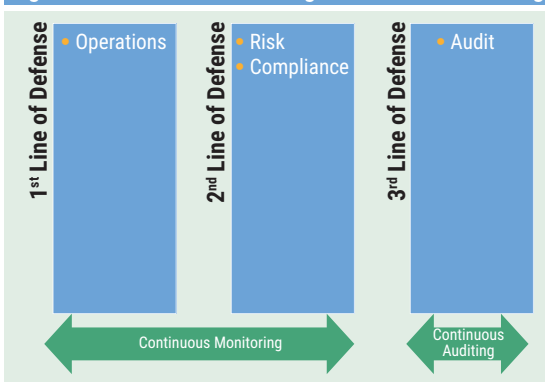 1st Line of Defense
• Operations
2nd Line of Defense
• Risk
• Compliance
3rd Line of Defense
• Audit
Continuous Monitoring
Continuous
Auditing